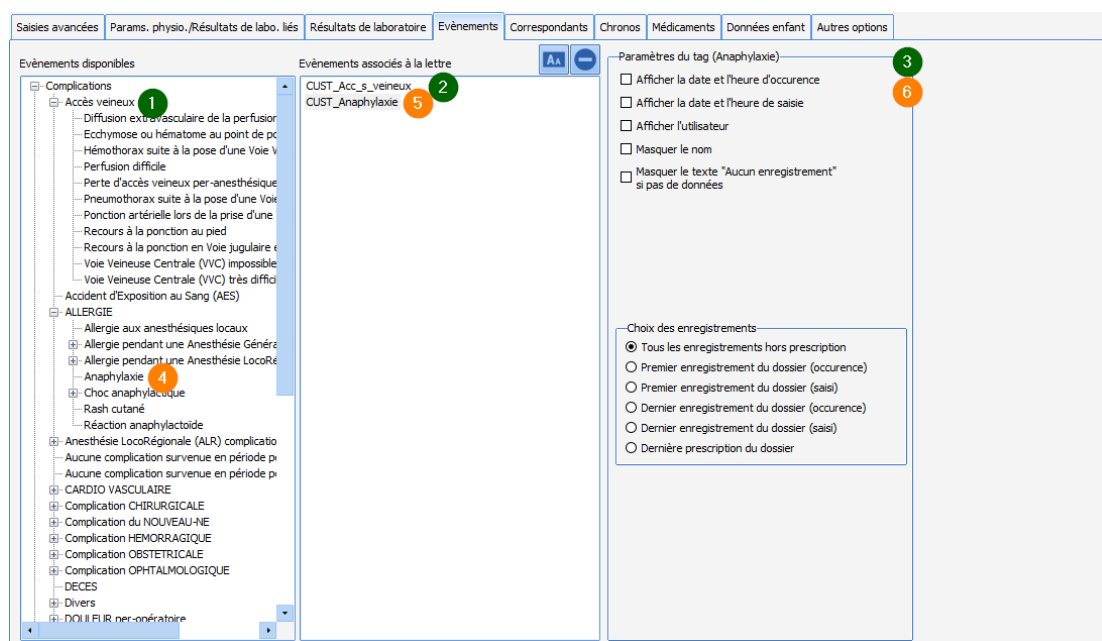 Saisies avancées Params. physio./Résultats de labo. liés Résultats de laboratoire Evènements Correspondants Chronos Médicaments Données enfant Autres options
Evènements disponibles
Complications
Accès veineux 1
Diffusion extravasculaire de la perfusion
Ecchymose ou hématome au point de po
Hémothorax suite à la pose d'une Voie V
Perfusion difficile
Perte d'accès veineux per-anesthésique
Pneumothorax suite à la pose d'une Voie
Ponction artérielle lors de la prise d'une
Recours à la ponction au pied
Recours à la ponction en Voie jugulaire e
Voie Veineuse Centrale (VVC) impossible
Voie Veineuse Centrale (VVC) très diffici
Accident d'Exposition au Sang (AES)
ALLERGIE
Allergie aux anesthésiques locaux
Allergie pendant une Anesthésie Généra
Allergie pendant une Anesthésie LocoRé
Anaphylaxie 4
Choc anaphylactique
Rash cutané
Réaction anaphylactoïde
Anesthésie LocoRégionale (ALR) complicatio
Aucune complication survenue en période pe
Aucune complication survenue en période pe
CARDIO VASCULAIRE
Complication CHIRURGICALE
Complication du NOUVEAU-NE
Complication HEMORRAGIQUE
Complication OBSTETRICALE
Complication OPHTALMOLOGIQUE
DECES
Divers
DOULEUR per-opératoire
Evènements associés à la lettre
AA
CUST_Acc_s_veineux 2
CUST_Anaphylaxie 5
Paramètres du tag (Anaphylaxie) 3
6
Afficher la date et l'heure d'occurence
Afficher la date et l'heure de saisie
Afficher l'utilisateur
Masquer le nom
Masquer le texte "Aucun enregistrement"
si pas de données
Choix des enregistrements
Tous les enregistrements hors prescription
Premier enregistrement du dossier (occurence)
Premier enregistrement du dossier (saisi)
Dernier enregistrement du dossier (occurence)
Dernier enregistrement du dossier (saisi)
Dernière prescription du dossier